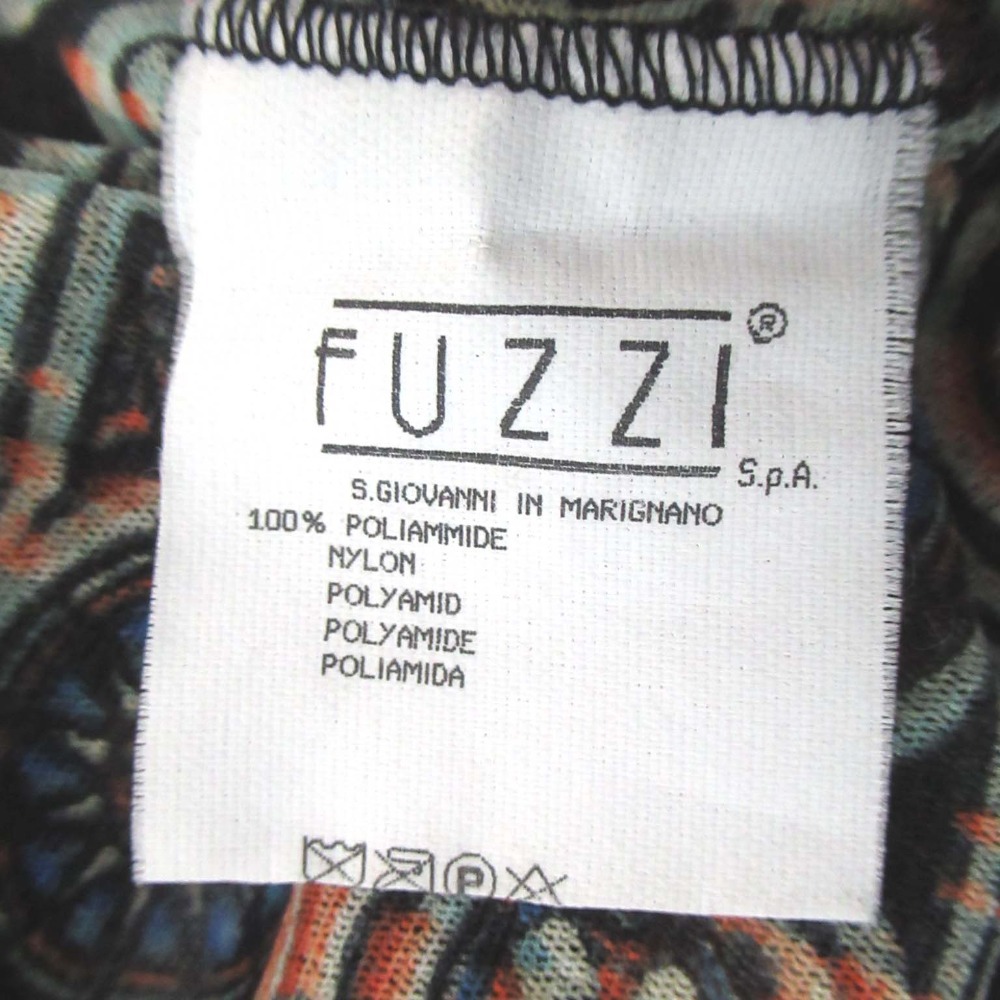 FUZZI®
S.p.A.
S.GIOVANNI IN MARIGNANO
100% POLIAMMIDE
NYLON
POLYAMID
POLYAMIDE
POLIAMIDA
P